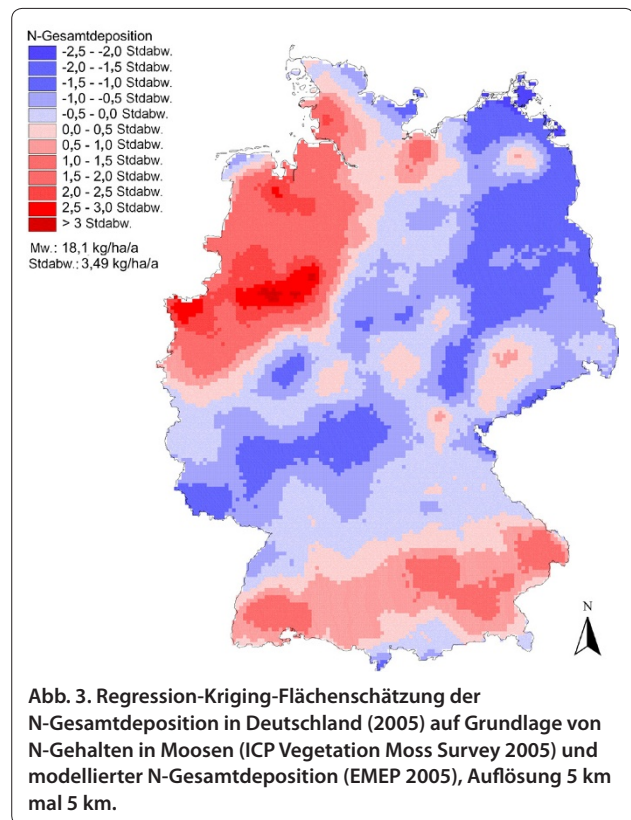 N-Gesamtdeposition
-2,5 - -2,0 Stdabw.
-2,0 - -1,5 Stdabw.
-1,5 - -1,0 Stdabw.
-1,0 - -0,5 Stdabw.
-0,5 - 0,0 Stdabw.
0,0 - 0,5 Stdabw.
0,5 - 1,0 Stdabw.
1,0 - 1,5 Stdabw.
1,5 - 2,0 Stdabw.
2,0 - 2,5 Stdabw.
2,5 - 3,0 Stdabw.
> 3 Stdabw.
Mw.: 18,1 kg/ha/a
Stdabw.: 3,49 kg/ha/a
N
Abb. 3. Regression-Kriging-Flächenschätzung der
N-Gesamtdeposition in Deutschland (2005) auf Grundlage von
N-Gehalten in Moosen (ICP Vegetation Moss Survey 2005) und
modellierter N-Gesamtdeposition (EMEP 2005), Auflösung 5 km
mal 5 km.